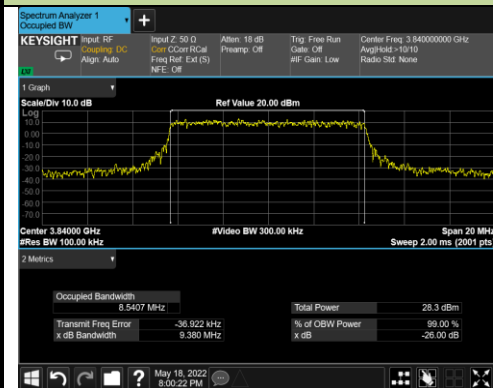 Spectrum Analyzer 1
Occupied BW
+
KEYSIGHT Input: RF Input Z: 50 Ω Atten: 18 dB Trig: Free Run Center Freq: 3.840000000 GHz
Coupling: DC Corr CCorr RCal Preamp: Off Gate: Off Avg|Hold:>10/10
Align: Auto Freq Ref: Ext (S) #IF Gain: Low Radio Std: None
NFE: Off
1 Graph
Scale/Div 10.0 dB Ref Value 20.00 dBm
Log
10.0
0.00
-10.0
-20.0
-30.0
-40.0
-50.0
-60.0
-70.0
Center 3.84000 GHz #Video BW 300.00 kHz Span 20 MHz
#Res BW 100.00 kHz Sweep 2.00 ms (2001 pts
2 Metrics
Occupied Bandwidth
8.5407 MHz Total Power 28.3 dBm
Transmit Freq Error -36.922 kHz % of OBW Power 99.00 %
x dB Bandwidth 9.380 MHz x dB -26.00 dB
? May 18, 2022
8:00:22 PM